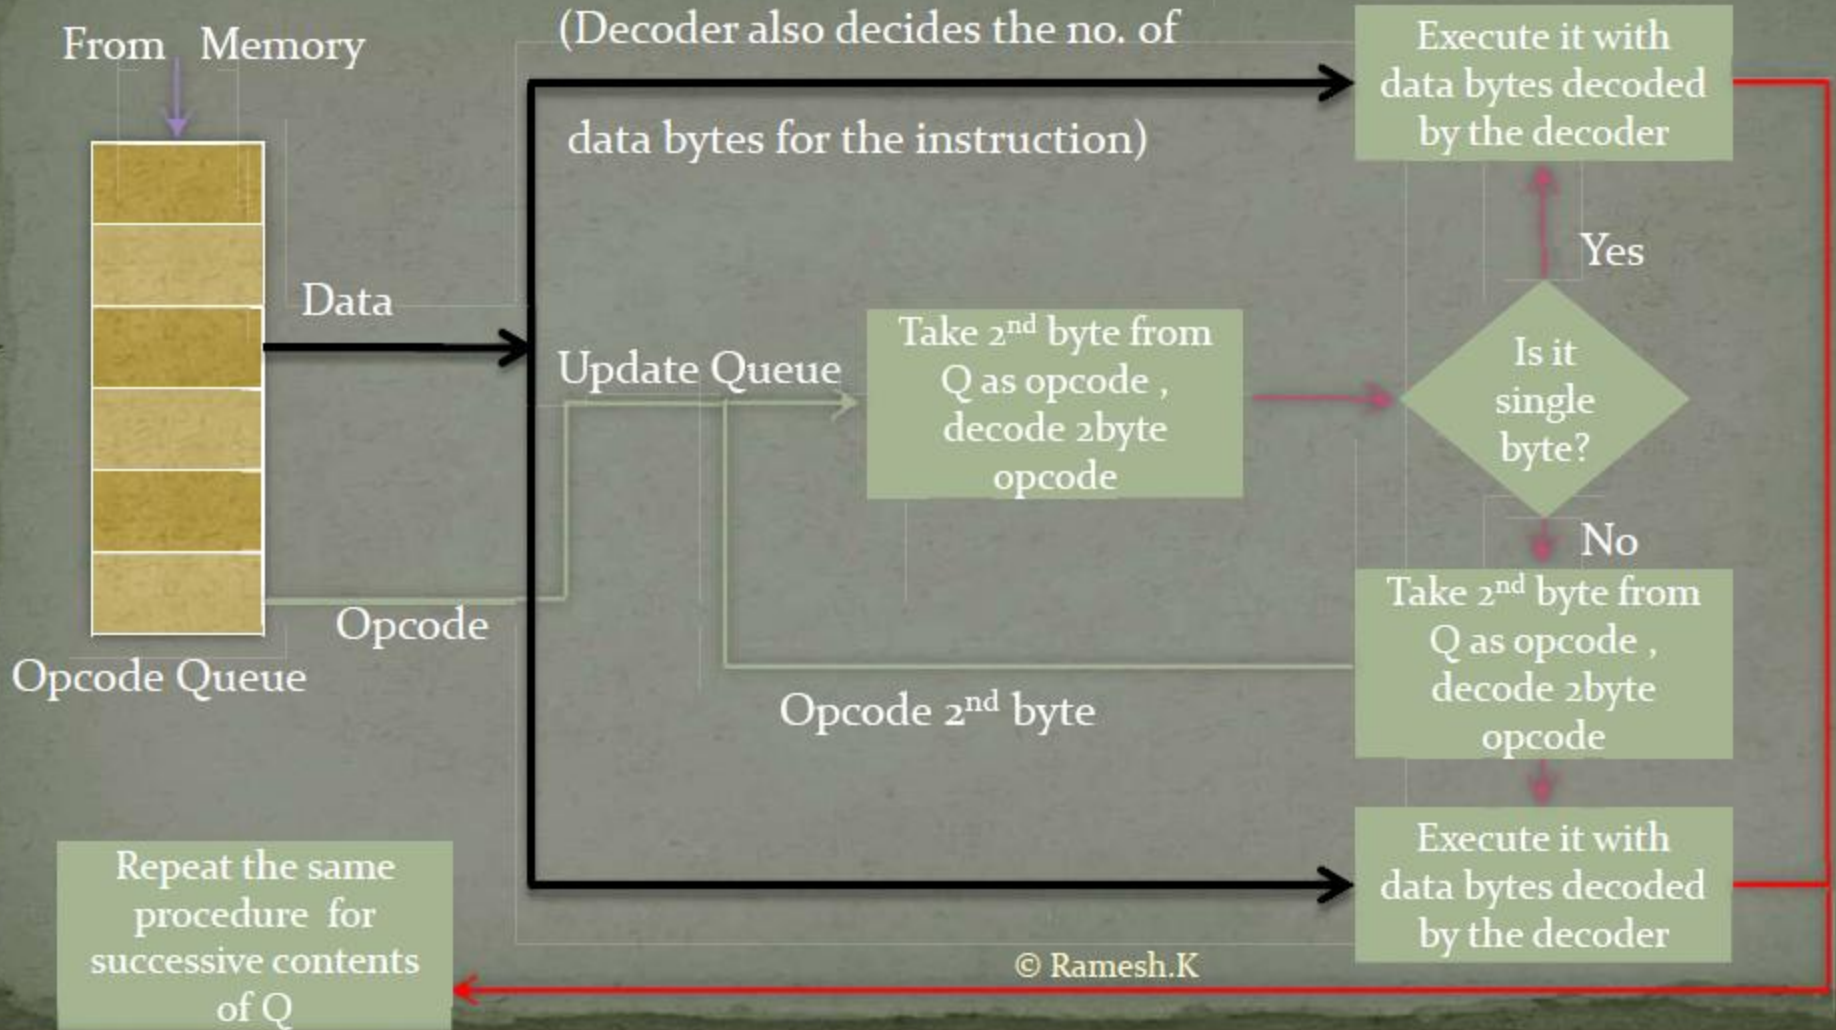 From Memory
(Decoder also decides the no. of
data bytes for the instruction)
Execute it with
data bytes decoded
by the decoder
Yes
Data
Update Queue
Take 2nd byte from
Q as opcode ,
decode 2byte
opcode
Is it
single
byte?
No
Opcode
Opcode Queue
Opcode 2nd byte
Take 2nd byte from
Q as opcode ,
decode 2byte
opcode
Execute it with
data bytes decoded
by the decoder
Repeat the same
procedure for
successive contents
of Q
© Ramesh.K